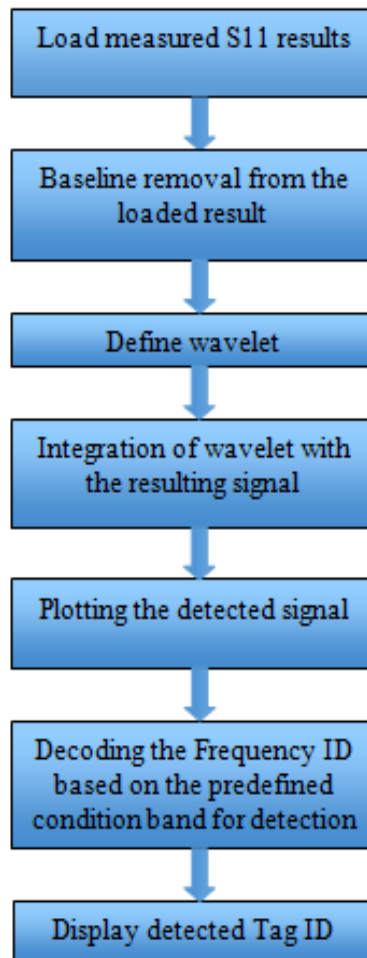 Load measured S11 results
Baseline removal from the
loaded result
Define wavelet
Integration of wavelet with
the resulting signal
Plotting the detected signal
Decoding the Frequency ID
based on the predefined
condition band for detection
Display detected Tag ID